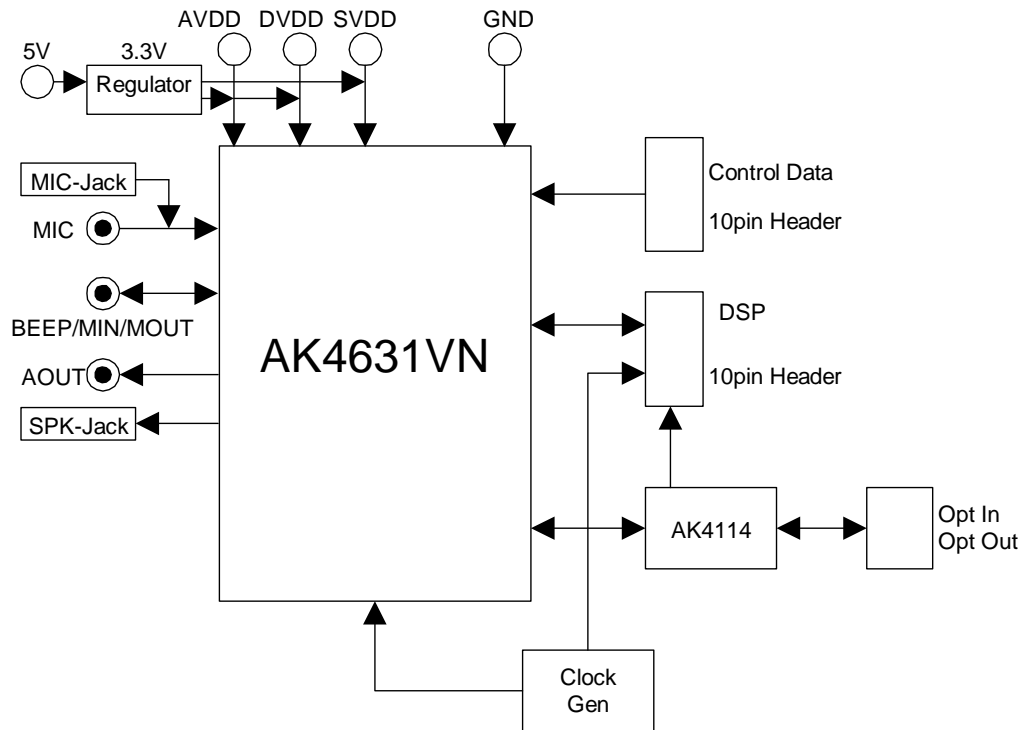 AVDD DVDD SVDD GND
5V 3.3V
Regulator
MIC-Jack
MIC
BEEP/MIN/MOUT
AOUT
SPK-Jack
AK4631VN
Control Data
10pin Header
DSP
10pin Header
AK4114
Opt In
Opt Out
Clock
Gen